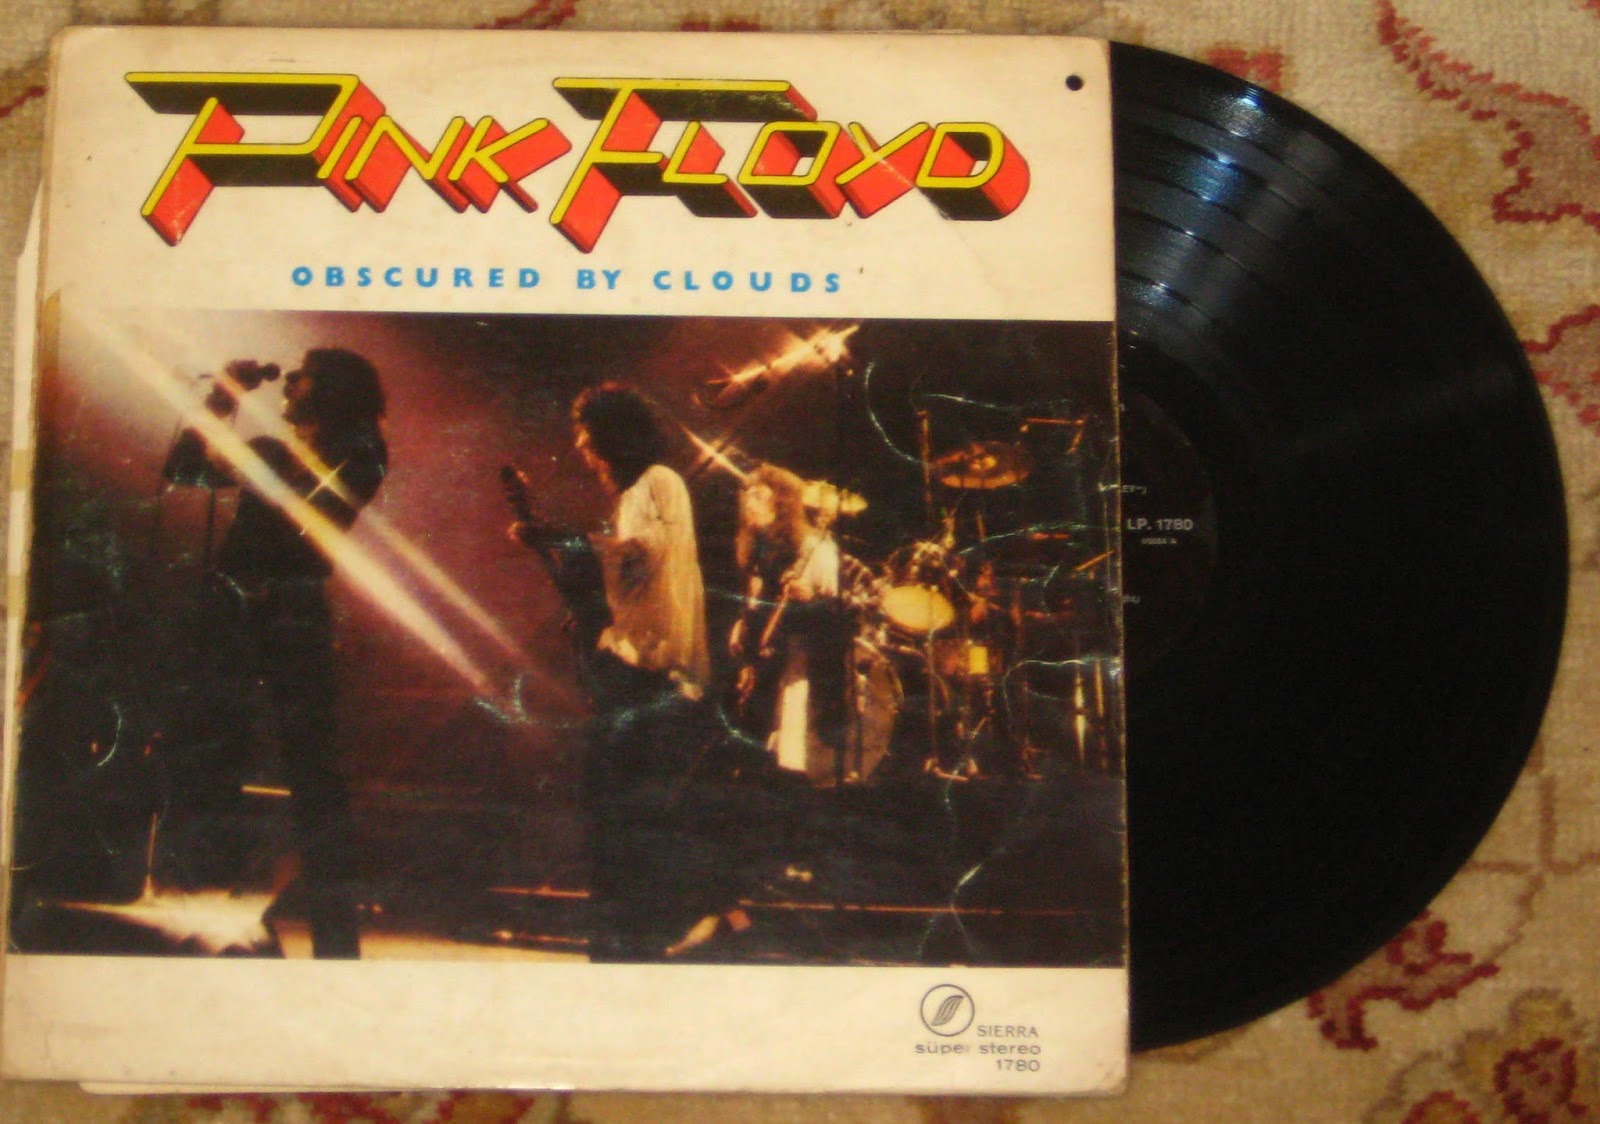 PINK FLOYD
OBSCURED BY CLOUDS
LP. 1780
SIERRA
süper stereo
1780